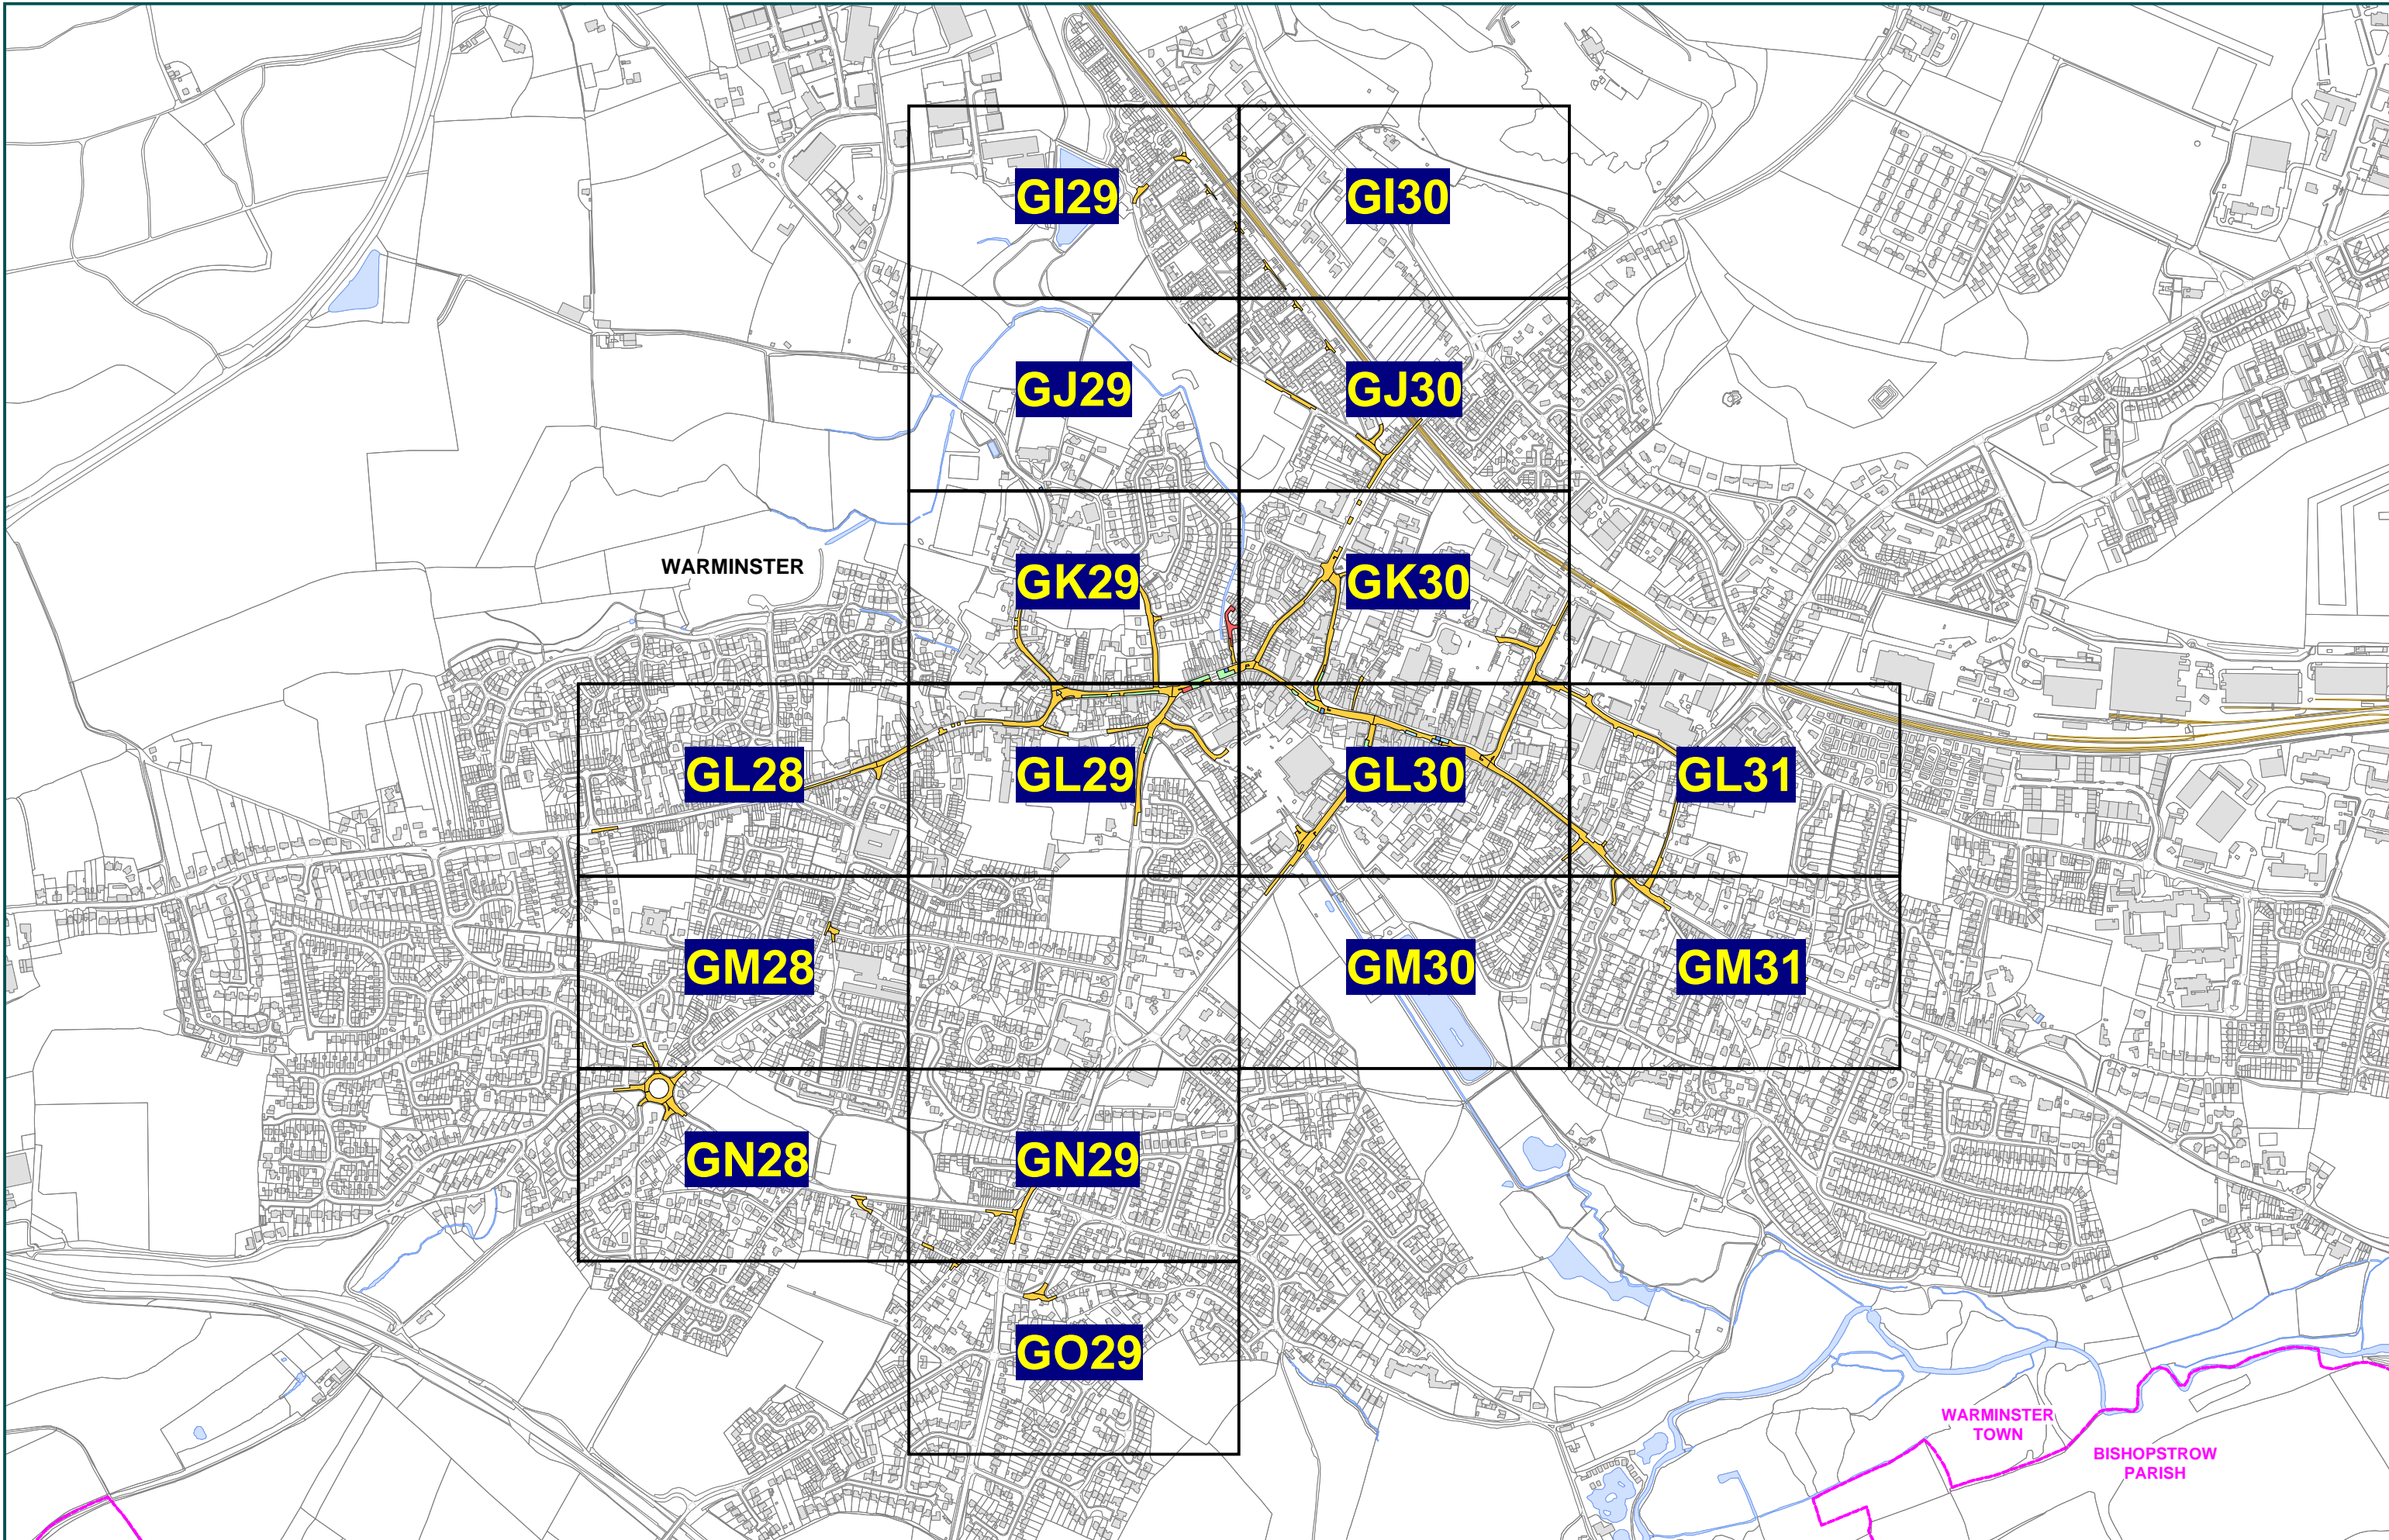 GI29
GI30
GJ29
GJ30
WARMINSTER
GK29
GK30
GL28
GL29
GL30
GL31
GM28
GM30
GM31
GN28
GN29
GO29
WARMINSTER
TOWN
BISHOPSTROW
PARISH